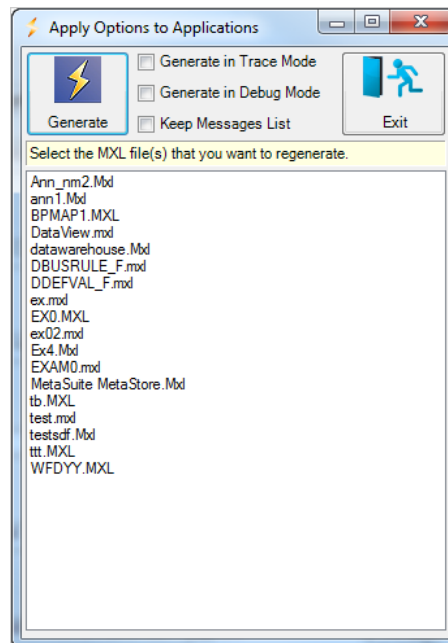 Apply Options to Applications
Generate
Generate in Trace Mode
Generate in Debug Mode
Keep Messages List
Exit
Select the MXL file(s) that you want to regenerate.
Ann_nm2.Mxl
ann1.Mxl
BPMAP1.MXL
DataView.mxl
datawarehouse.Mxl
DBUSRULE_F.mxl
DDEFVAL_F.mxl
ex.mxl
EX0.MXL
ex02.mxl
Ex4.Mxl
EXAM0.mxl
MetaSuite MetaStore.Mxl
tb.MXL
test.mxl
testsdf.Mxl
ttt.MXL
WFDYY.MXL